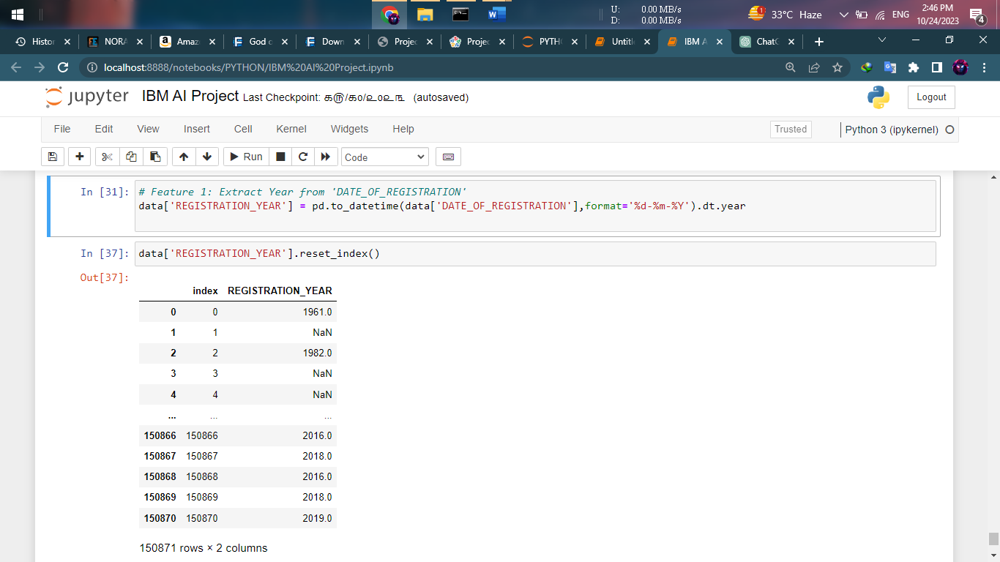 U: 0.00 MB/s
D: 0.00 MB/s
1
33°C Haze
ENG
2:46 PM
10/24/2023
4
Histor
NORA
Amaz
God o
Down
Projec
Projec
PYTH
Untitl
IBM A
ChatG
localhost:8888/notebooks/PYTHON/IBM%20AI%20Project.ipynb
jupyter IBM AI Project Last Checkpoint: (autosaved)
Logout
File Edit View Insert Cell Kernel Widgets Help
Trusted
Python 3 (ipykernel)
Run
Code
In [31]: # Feature 1: Extract Year from 'DATE_OF_REGISTRATION'
data['REGISTRATION_YEAR'] = pd.to_datetime(data['DATE_OF_REGISTRATION'],format='%d-%m-%Y').dt.year
In [37]: data['REGISTRATION_YEAR'].reset_index()
Out[37]:
index REGISTRATION_YEAR
0 0 1961.0
1 1 NaN
2 2 1982.0
3 3 NaN
4 4 NaN
... ... ...
150866 150866 2016.0
150867 150867 2018.0
150868 150868 2016.0
150869 150869 2018.0
150870 150870 2019.0
150871 rows × 2 columns